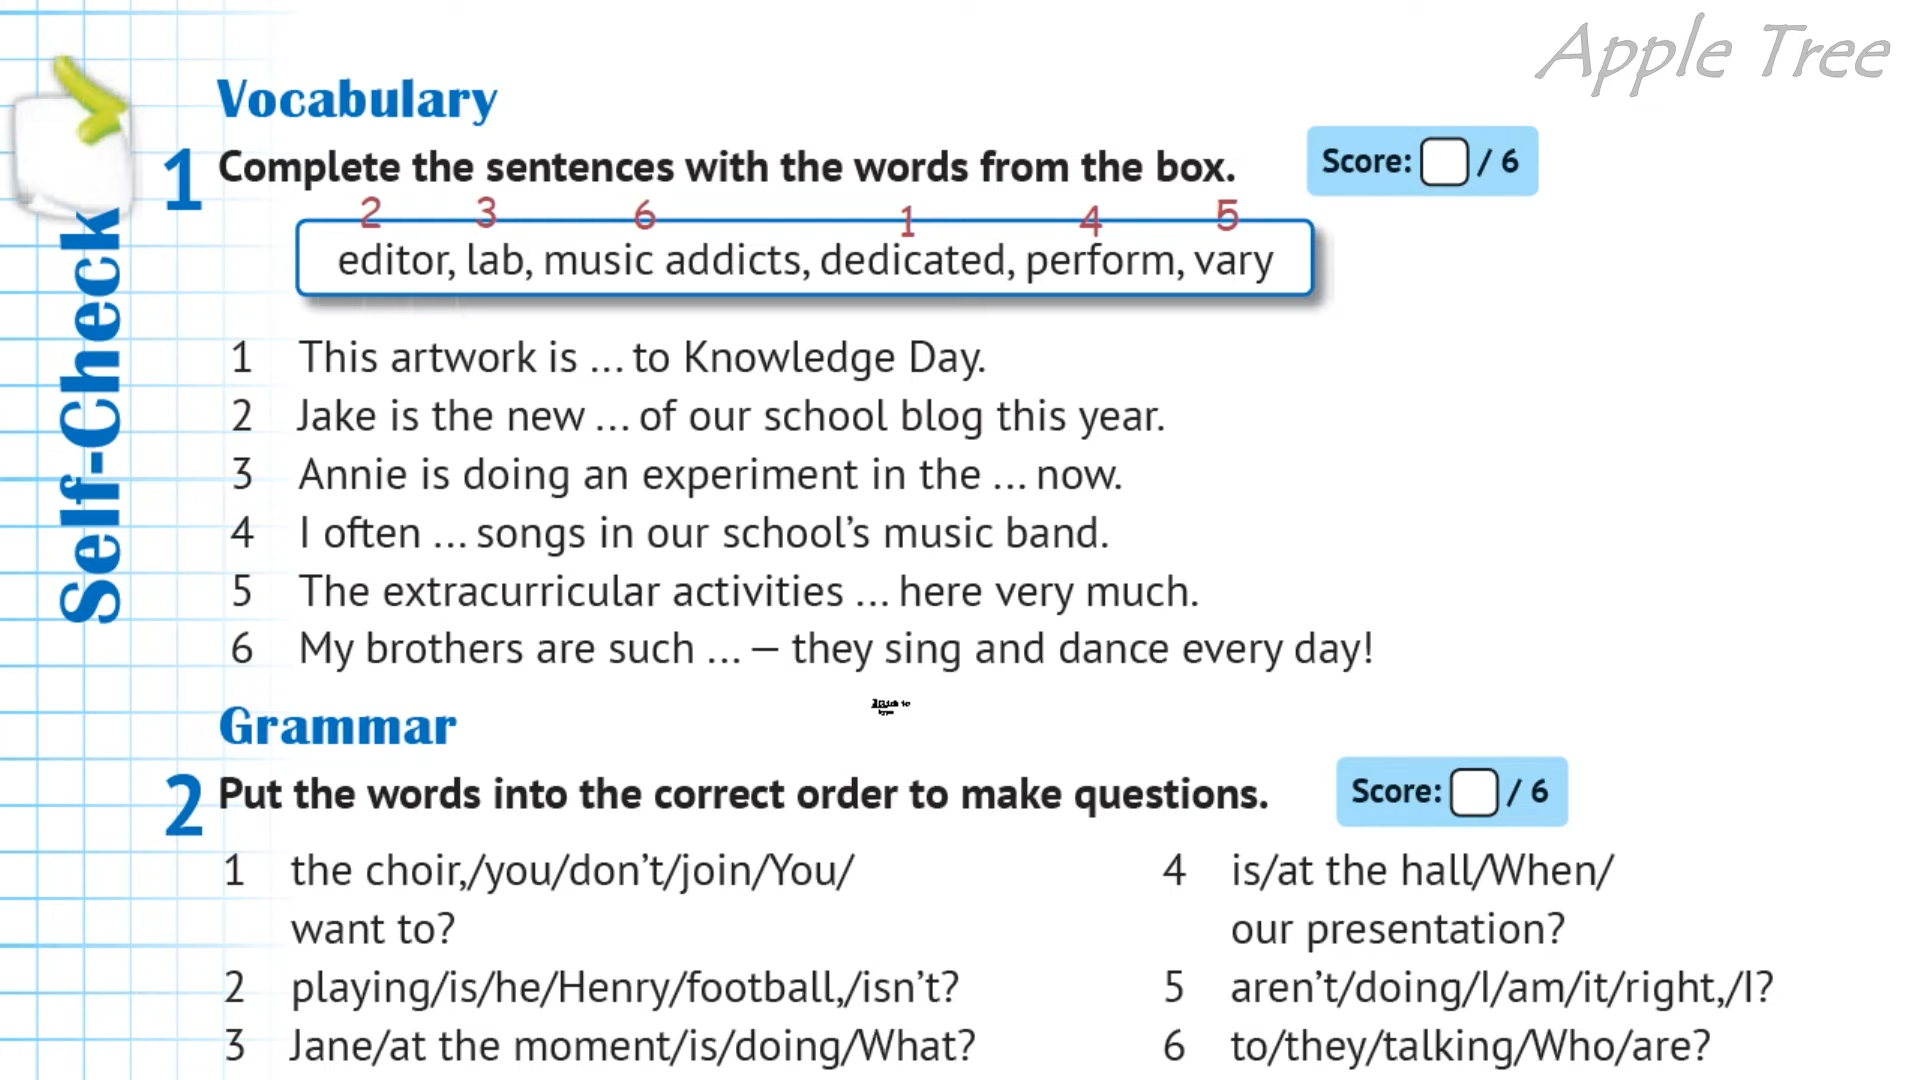 Apple Tree
Self-Check
Vocabulary
1 Complete the sentences with the words from the box.
Score: / 6
2 3 6 1 4 5
editor, lab, music addicts, dedicated, perform, vary
1 This artwork is ... to Knowledge Day.
2 Jake is the new ... of our school blog this year.
3 Annie is doing an experiment in the ... now.
4 I often ... songs in our school’s music band.
5 The extracurricular activities ... here very much.
6 My brothers are such ... — they sing and dance every day!
Grammar
2 Put the words into the correct order to make questions.
Score: / 6
1 the choir,/you/don’t/join/You/
want to?
2 playing/is/he/Henry/football,/isn’t?
3 Jane/at the moment/is/doing/What?
4 is/at the hall/When/
our presentation?
5 aren’t/doing/I/am/it/right,/I?
6 to/they/talking/Who/are?